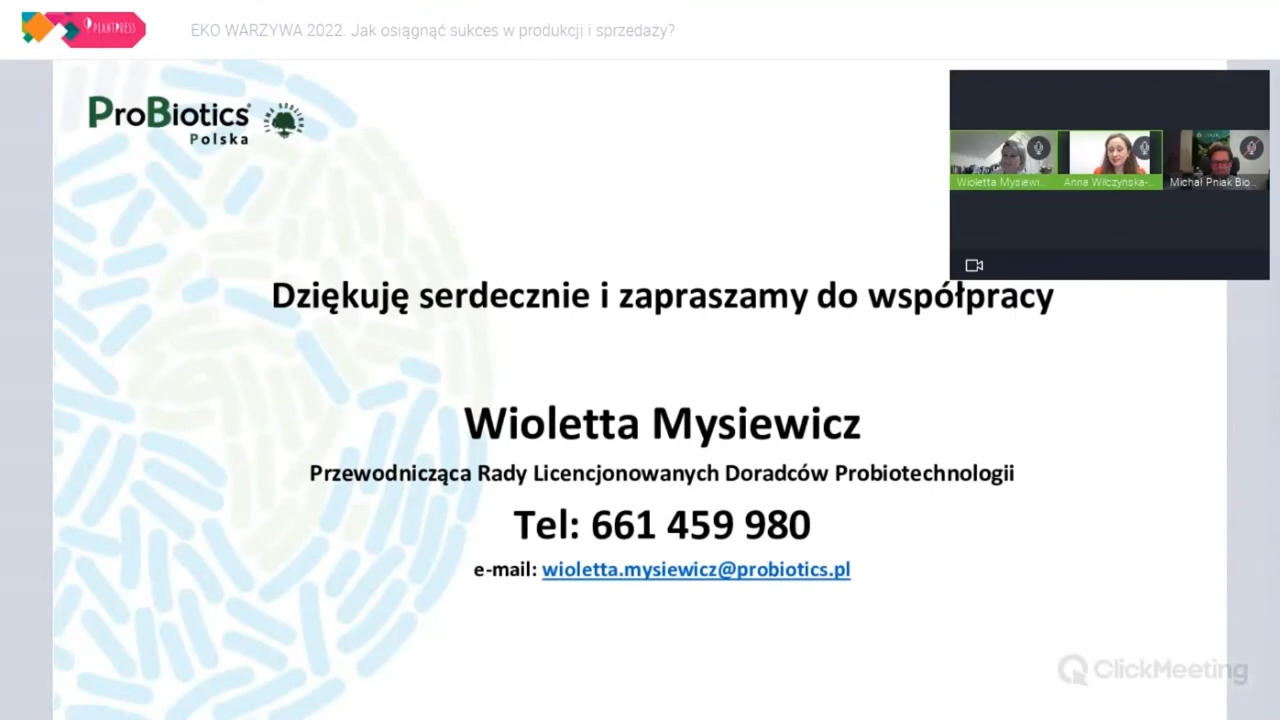 PLANTPRESS
EKO WARZYWA 2022. Jak osiągnąć sukces w produkcji i sprzedaży?
ProBiotics
Polska
Wioletta Mysiewi...
Anna Wilczyńska-...
Michał Pniak Bio...
Dziękuję serdecznie i zapraszamy do współpracy
Wioletta Mysiewicz
Przewodnicząca Rady Licencjonowanych Doradców Probiotechnologii
Tel: 661 459 980
e-mail: wioletta.mysiewicz@probiotics.pl
ClickMeeting